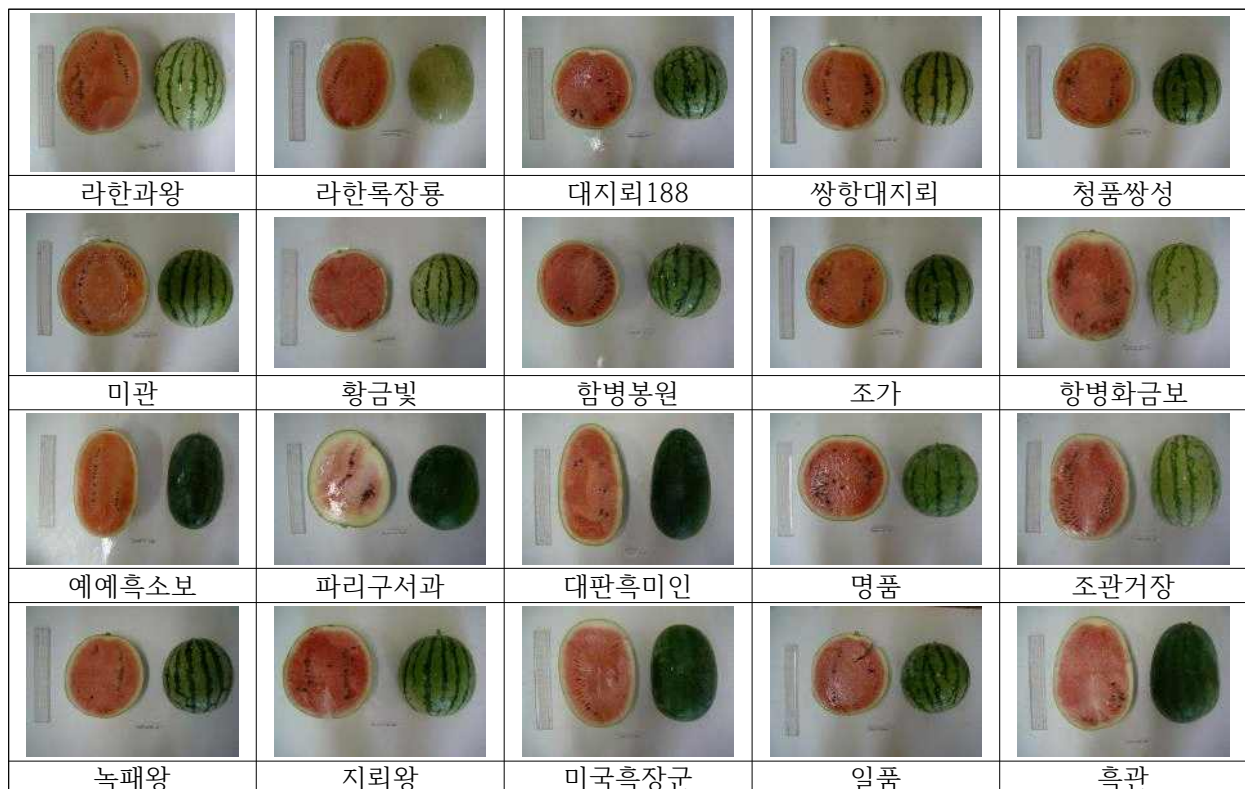 라한과왕
라한록장룡
대지뢰188
쌍항대지뢰
청품쌍성
미관
황금빛
함병봉원
조가
항병화금보
예예흑소보
파리구서과
대판흑미인
명품
조관거장
녹패왕
지뢰왕
미국흑장군
일품
흑관